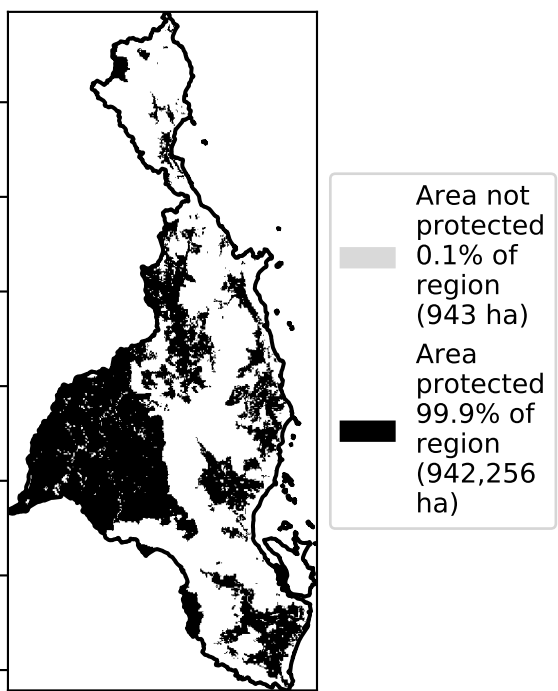 Area not
protected
0.1% of
region
(943 ha)
Area
protected
99.9% of
region
(942,256
ha)